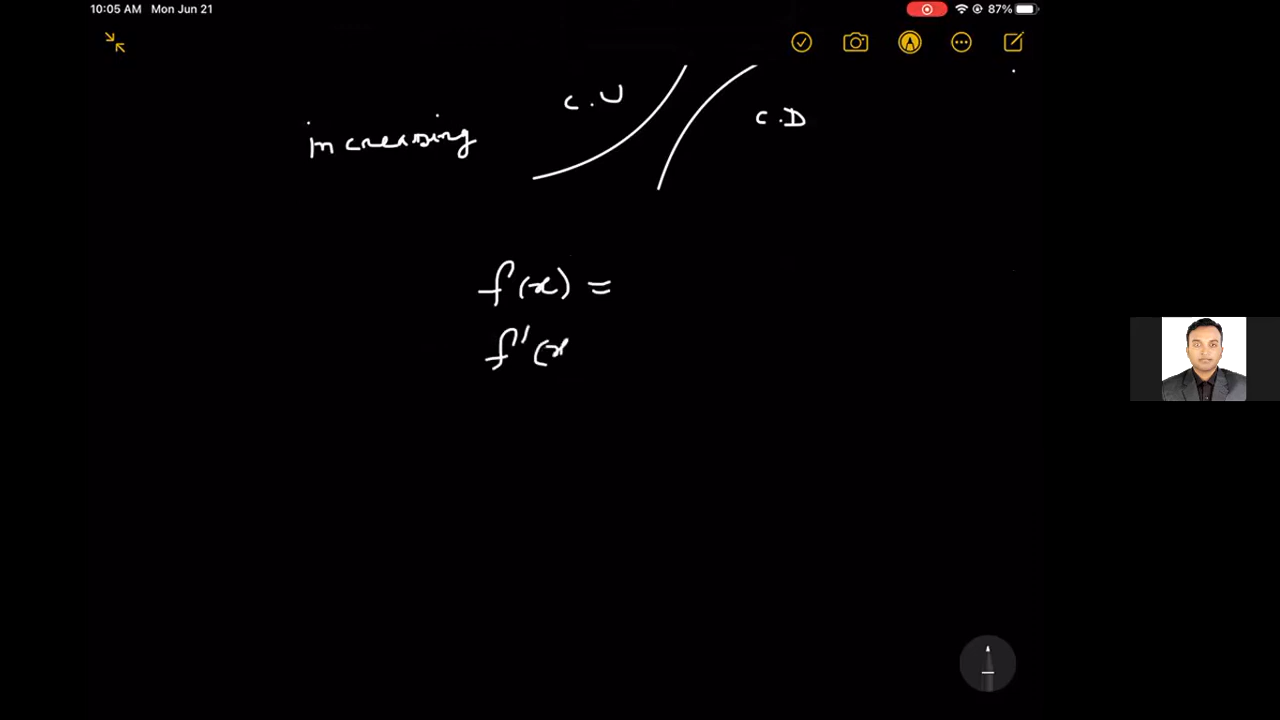 10:05 AM Mon Jun 21 87%
c.U
c.D
increasing
f(x) =
f'(x